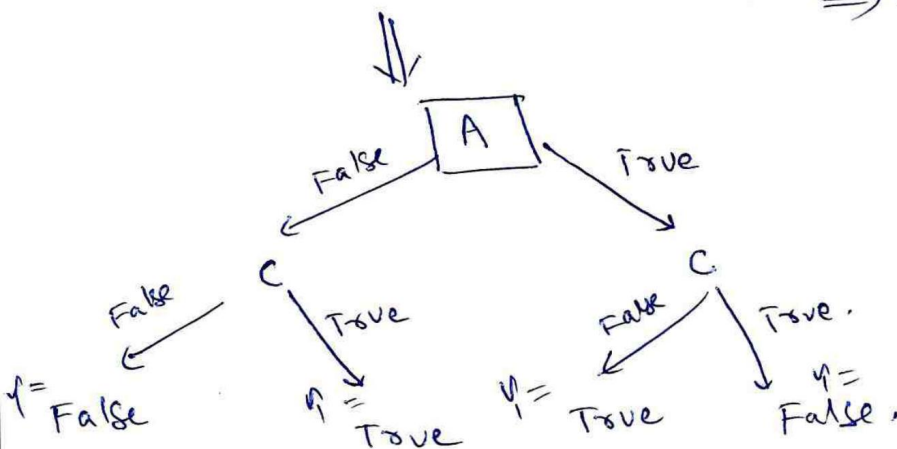 A
False True
C C.
False True False True.
Y= False Y= True Y= True Y= False.